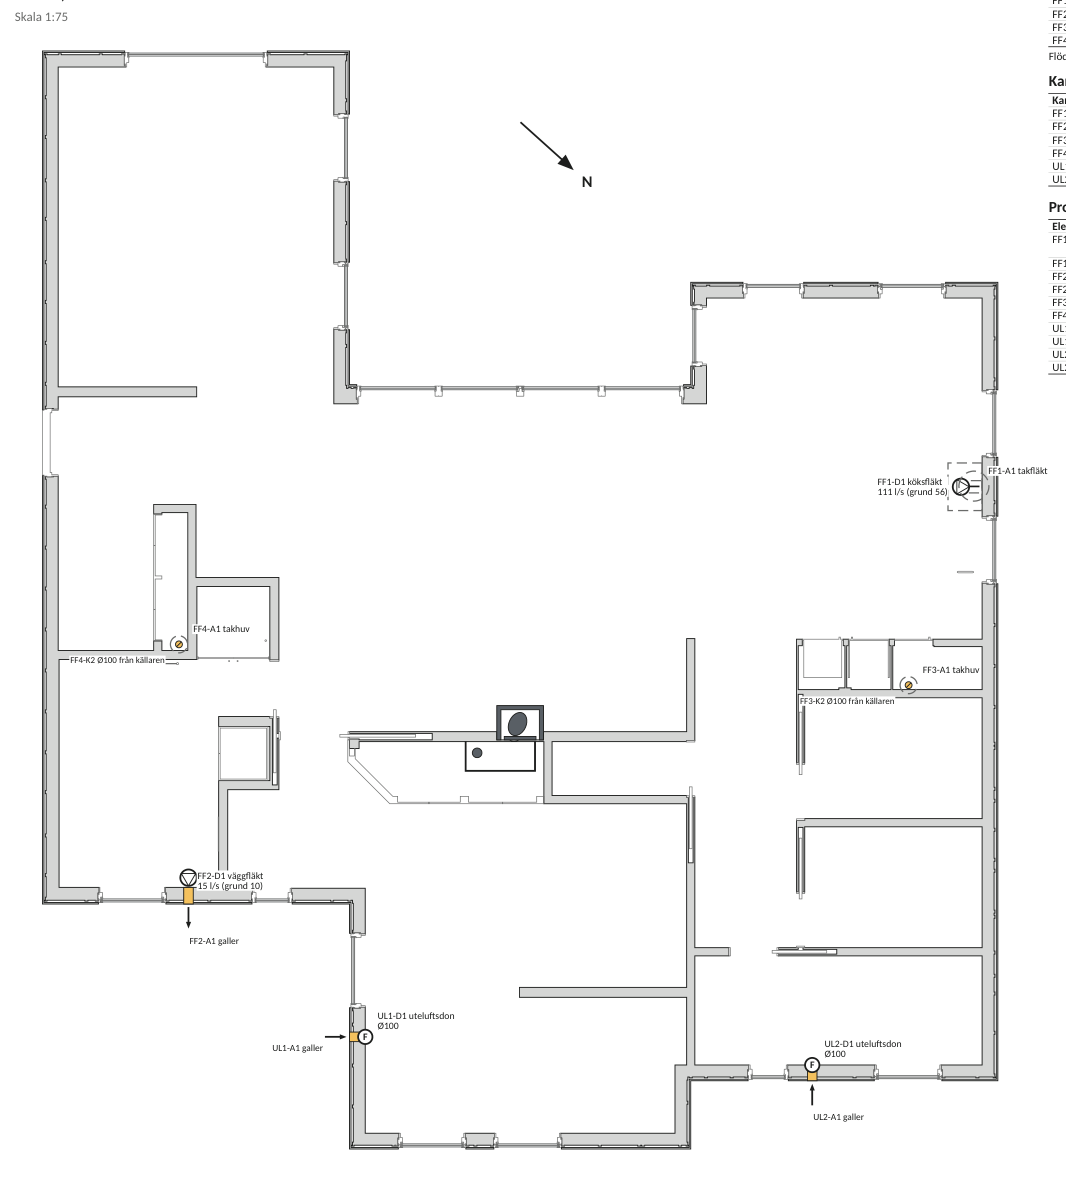 Skala 1:75
N
FF1-A1 takfläkt
FF1-D1 köksfläkt
111 l/s (grund 56)
FF4-A1 takhuv
FF4-K2 Ø100 från källaren
FF3-A1 takhuv
FF3-K2 Ø100 från källaren
FF2-D1 väggfläkt
15 l/s (grund 10)
FF2-A1 galler
UL1-D1 uteluftsdon
Ø100
F
UL1-A1 galler
UL2-D1 uteluftsdon
Ø100
F
UL2-A1 galler